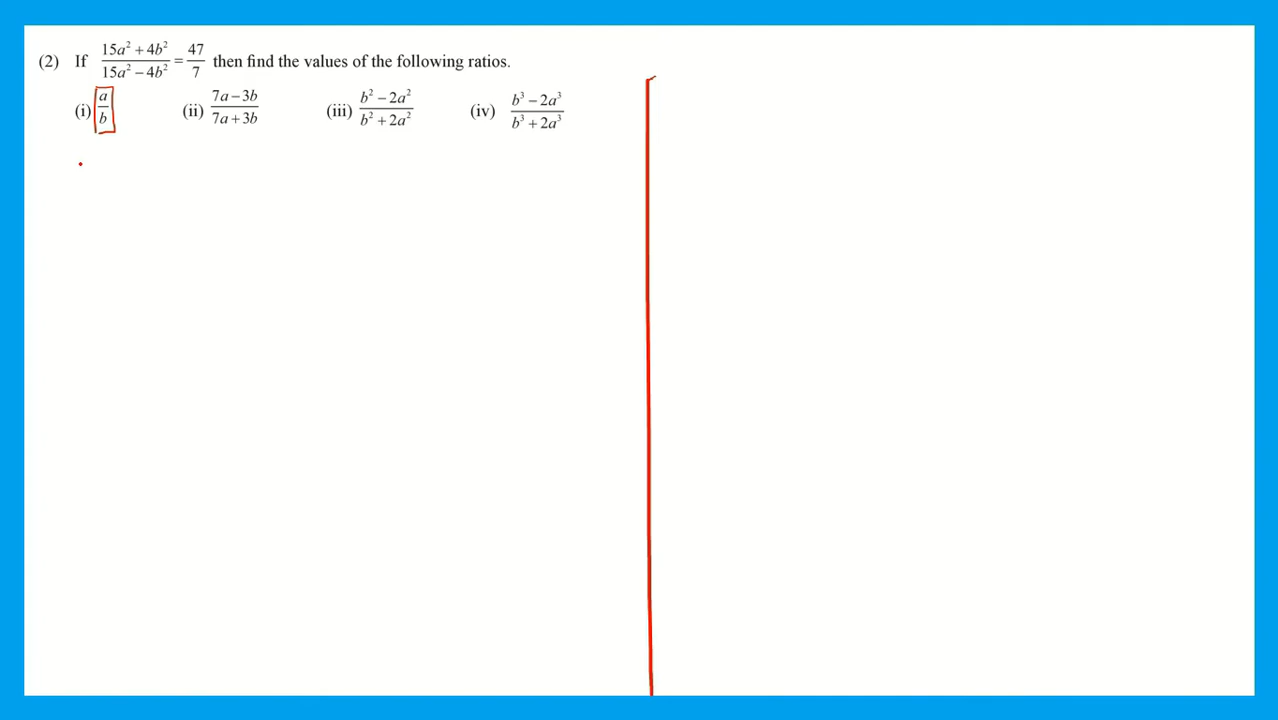 (2) If (15a² + 4b²)/(15a² − 4b²) = 47/7 then find the values of the following ratios.
(i) a/b (ii) (7a − 3b)/(7a + 3b) (iii) (b² − 2a²)/(b² + 2a²) (iv) (b³ − 2a³)/(b³ + 2a³)